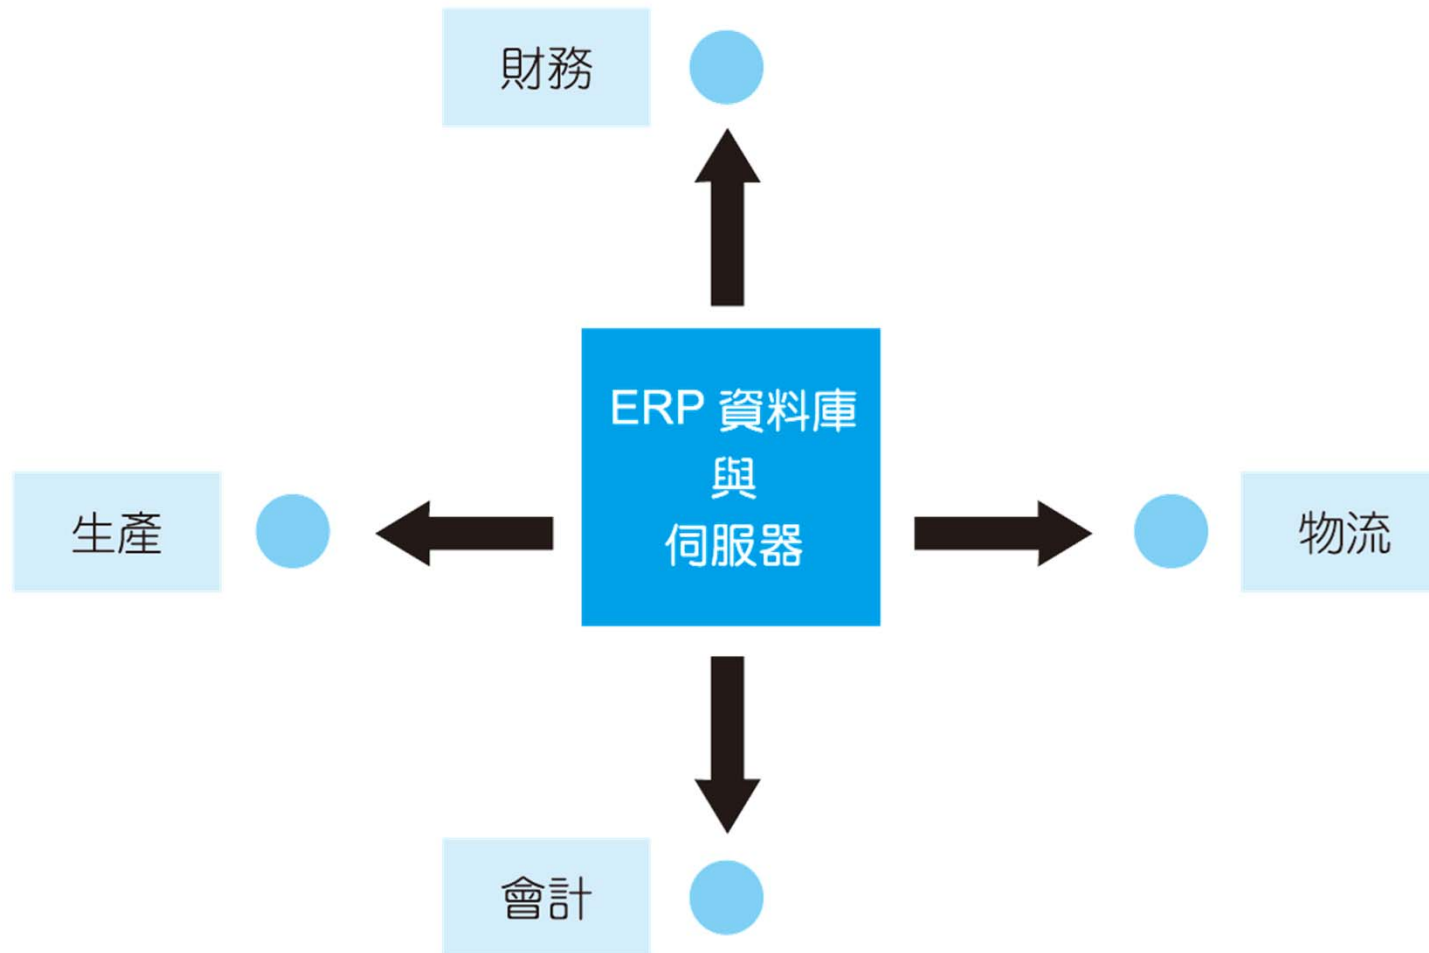 財務
ERP 資料庫
與
伺服器
生產
物流
會計